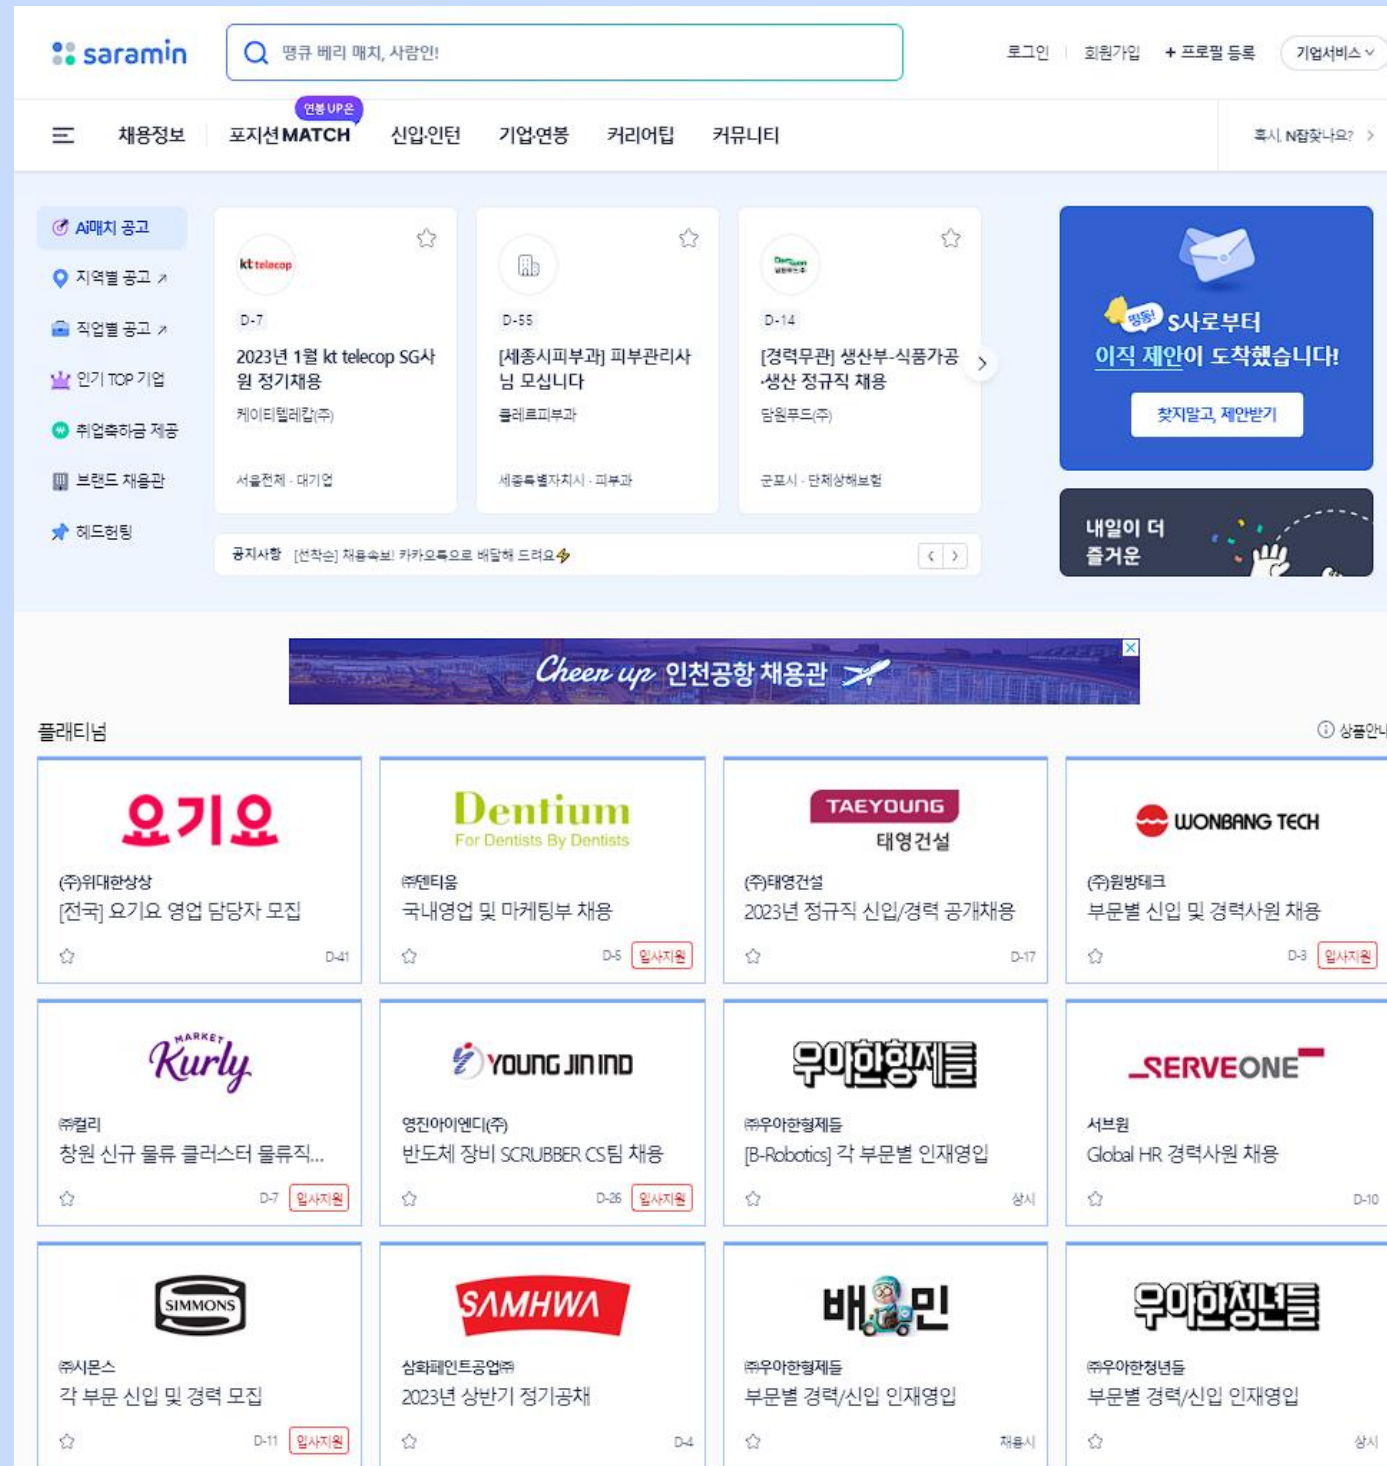 saramin
땡큐 베리 매치, 사람인!
로그인
회원가입
+ 프로필 등록
기업서비스
연봉 UP은
채용정보
포지션 MATCH
신입·인턴
기업·연봉
커리어팁
커뮤니티
혹시, N잡찾나요?
Ai매치 공고
지역별 공고
직업별 공고
인기 TOP 기업
취업축하금 제공
브랜드 채용관
헤드헌팅
kt telecop
D-7
2023년 1월 kt telecop SG사
원 정기채용
케이티텔레캅(주)
서울전체 · 대기업
D-55
[세종시피부과] 피부관리사
님 모십니다
클레르피부과
세종특별자치시 · 피부과
D-14
[경력무관] 생산부-식품가공
·생산 정규직 채용
담원푸드(주)
군포시 · 단체상해보험
띵동! S사로부터
이직 제안이 도착했습니다!
찾지말고, 제안받기
내일이 더
즐거운
공지사항 [선착순] 채용속보! 카카오톡으로 배달해 드려요
Cheer up 인천공항 채용관
플래티넘
상품안내
요기요
(주)위대한상상
[전국] 요기요 영업 담당자 모집
D-41
Dentium
For Dentists By Dentists
㈜덴티움
국내영업 및 마케팅부 채용
D-5 입사지원
TAEYOUNG
태영건설
(주)태영건설
2023년 정규직 신입/경력 공개채용
D-17
WONBANG TECH
(주)원방테크
부문별 신입 및 경력사원 채용
D-3 입사지원
MARKET
Kurly
㈜컬리
창원 신규 물류 클러스터 물류직...
D-7 입사지원
YOUNG JIN IND
영진아이엔디(주)
반도체 장비 SCRUBBER CS팀 채용
D-26 입사지원
우아한형제들
㈜우아한형제들
[B-Robotics] 각 부문별 인재영입
상시
SERVEONE
서브원
Global HR 경력사원 채용
D-10
SIMMONS
㈜시몬스
각 부문 신입 및 경력 모집
D-11 입사지원
SAMHWA
삼화페인트공업㈜
2023년 상반기 정기공채
D-4
배민
㈜우아한형제들
부문별 경력/신입 인재영입
채용시
우아한청년들
㈜우아한청년들
부문별 경력/신입 인재영입
상시